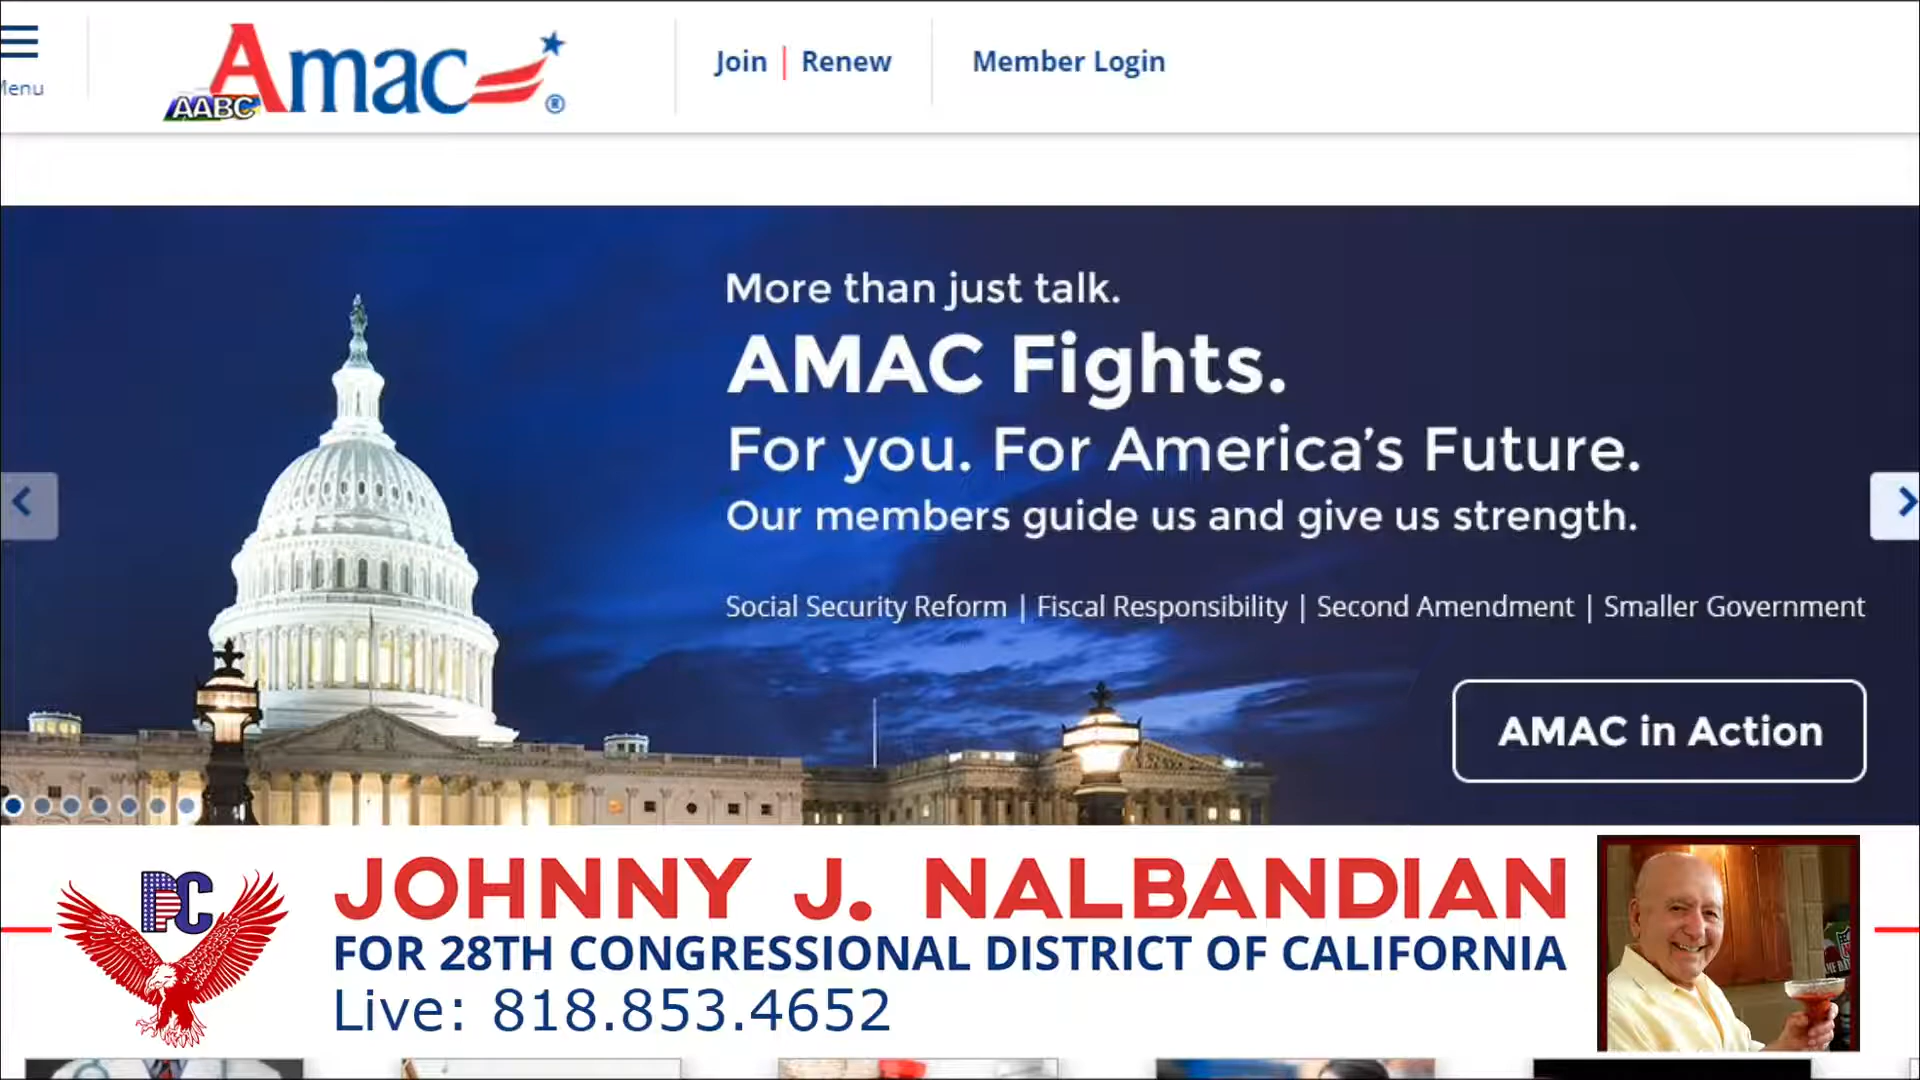 Menu
Amac
®
AABC
Join | Renew
Member Login
More than just talk.
AMAC Fights.
For you. For America's Future.
Our members guide us and give us strength.
Social Security Reform | Fiscal Responsibility | Second Amendment | Smaller Government
AMAC in Action
PC
JOHNNY J. NALBANDIAN
FOR 28TH CONGRESSIONAL DISTRICT OF CALIFORNIA
Live: 818.853.4652